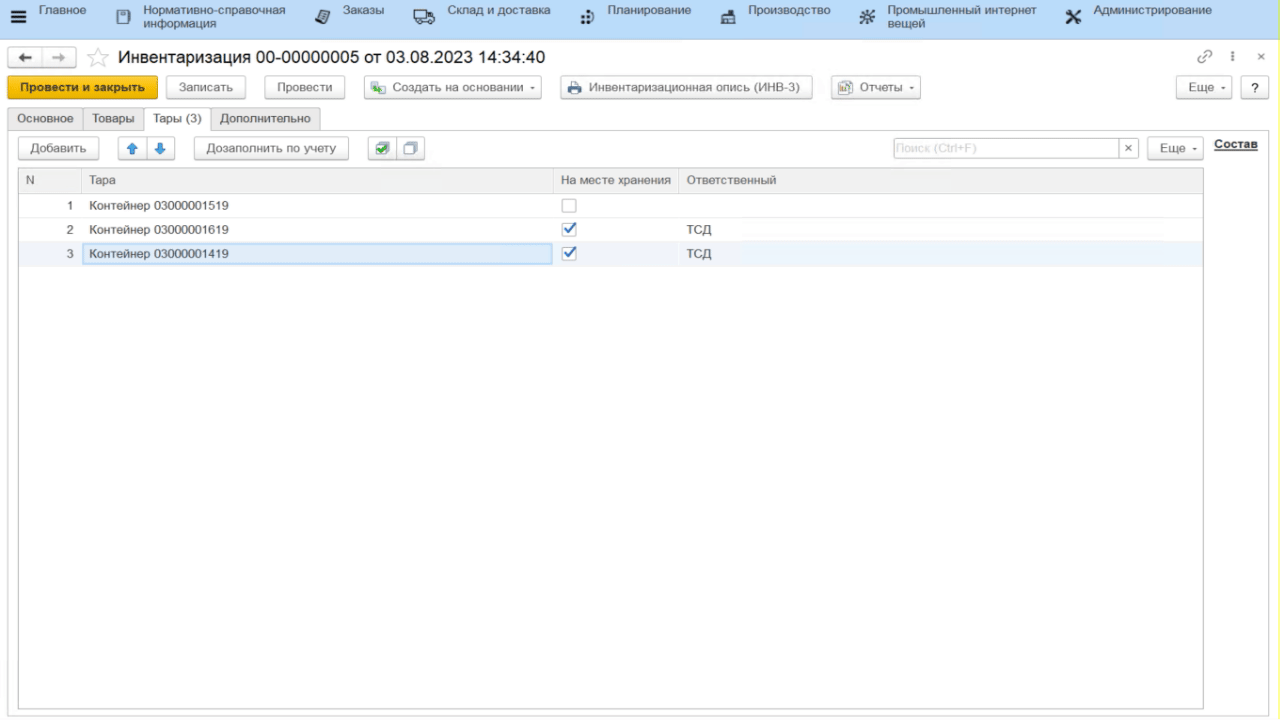 Главное
Нормативно-справочная
информация
Заказы
Склад и доставка
Планирование
Производство
Промышленный интернет
вещей
Администрирование
Инвентаризация 00-00000005 от 03.08.2023 14:34:40
Провести и закрыть
Записать
Провести
Создать на основании
Инвентаризационная опись (ИНВ-3)
Отчеты
Еще
?
Основное
Товары
Тары (3)
Дополнительно
Добавить
Дозаполнить по учету
Поиск (Ctrl+F)
×
Еще
Состав
N Тара На месте хранения Ответственный
1 Контейнер 03000001519
2 Контейнер 03000001619 ТСД
3 Контейнер 03000001419 ТСД